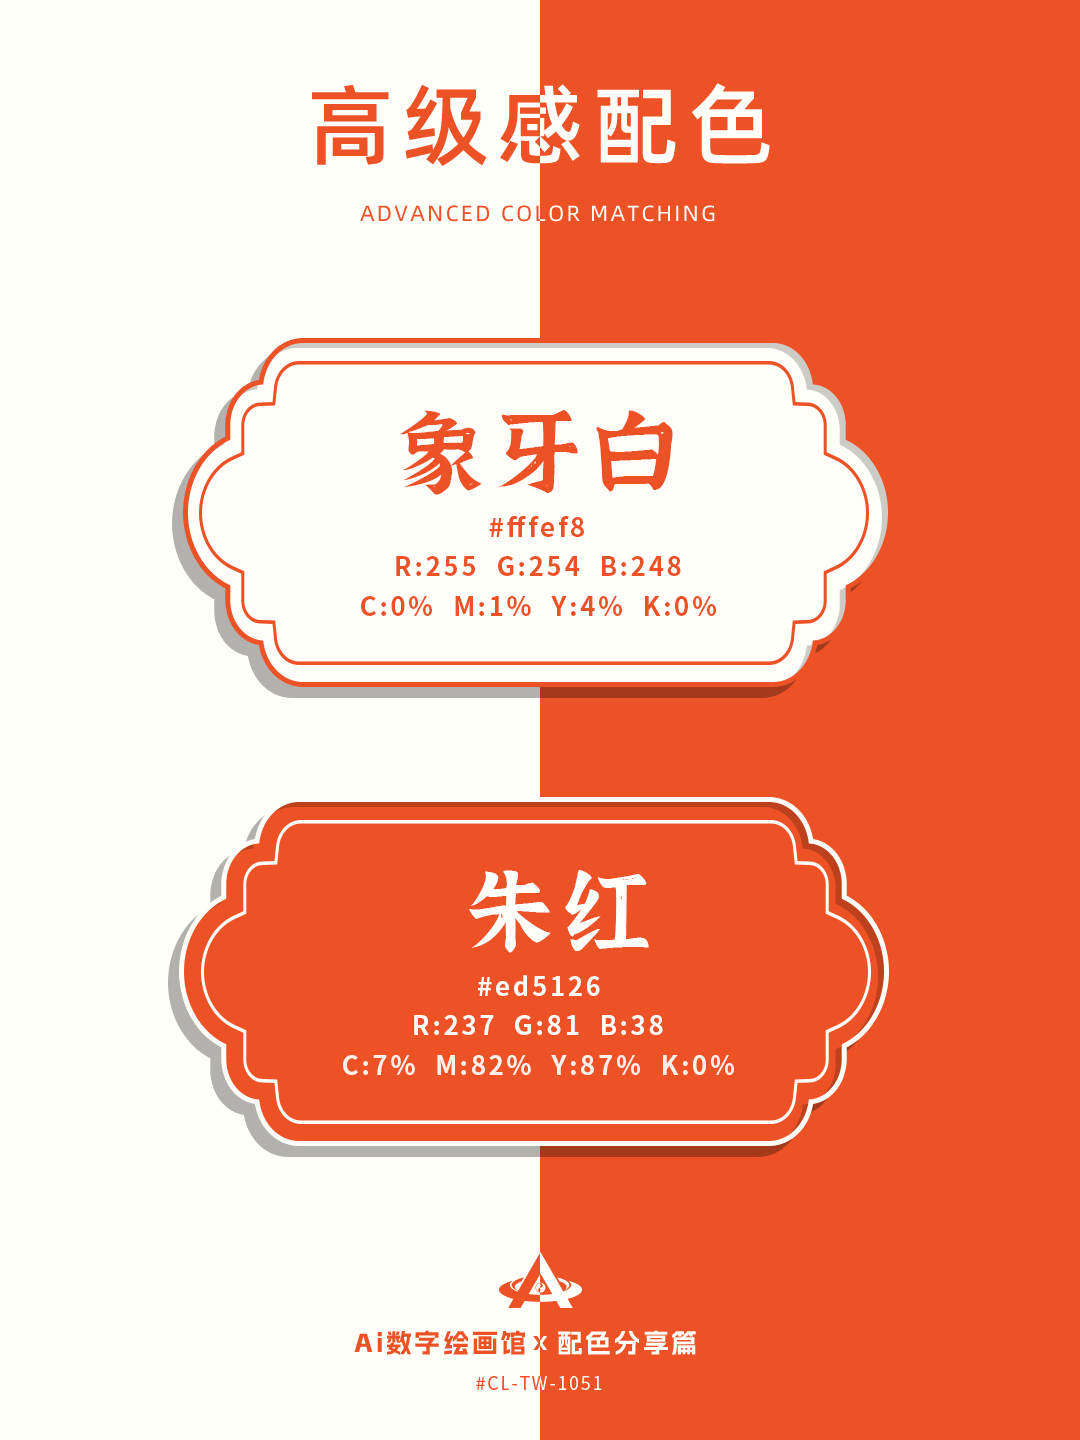 高级感配色
ADVANCED COLOR MATCHING
象牙白
#fffef8
R:255 G:254 B:248
C:0% M:1% Y:4% K:0%
朱红
#ed5126
R:237 G:81 B:38
C:7% M:82% Y:87% K:0%
Ai数字绘画馆 x 配色分享篇
#CL-TW-1051